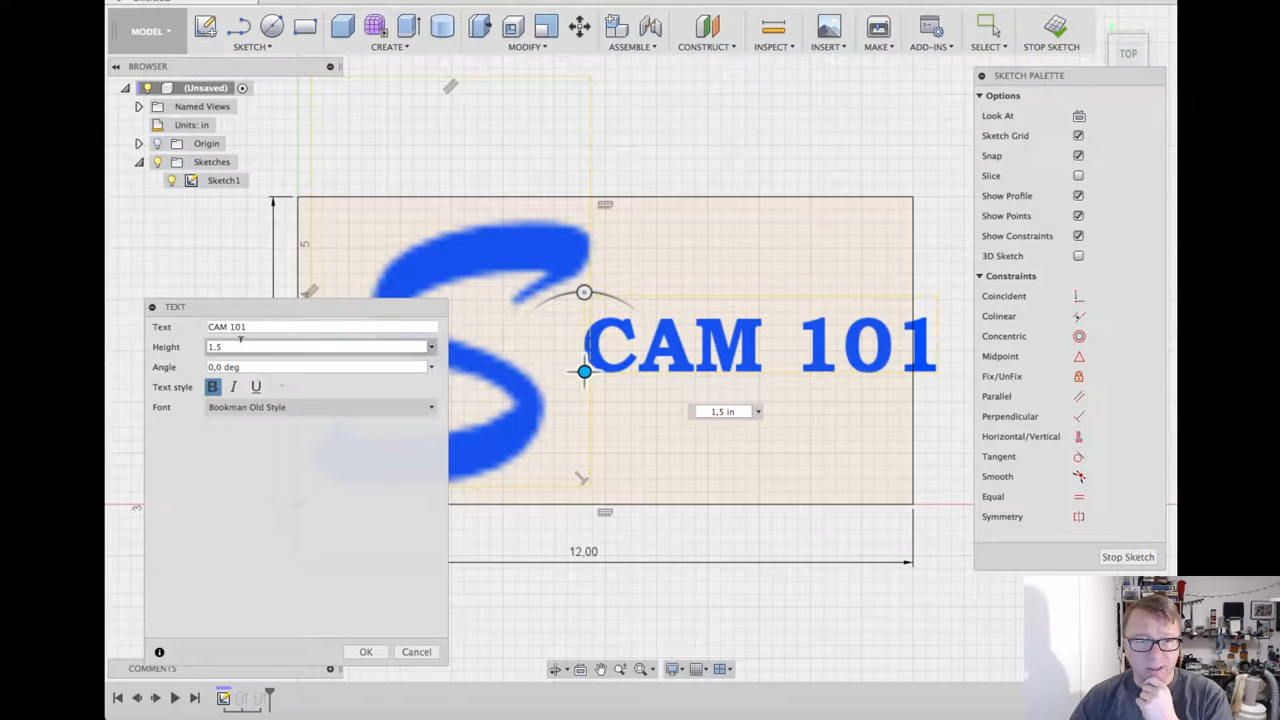 MODEL
SKETCH
CREATE
MODIFY
ASSEMBLE
CONSTRUCT
INSPECT
INSERT
MAKE
ADD-INS
SELECT
STOP SKETCH
TOP
BROWSER
(Unsaved)
Named Views
Units: in
Origin
Sketches
Sketch1
SKETCH PALETTE
Options
Look At
Sketch Grid
Snap
Slice
Show Profile
Show Points
Show Constraints
3D Sketch
Constraints
Coincident
Colinear
Concentric
Midpoint
Fix/UnFix
Parallel
Perpendicular
Horizontal/Vertical
Tangent
Smooth
Equal
Symmetry
Stop Sketch
5
S
CAM 101
1,5 in
12,00
3
TEXT
Text CAM 101
Height 1.5
Angle 0,0 deg
Text style B I U
Font Bookman Old Style
OK Cancel
COMMENTS